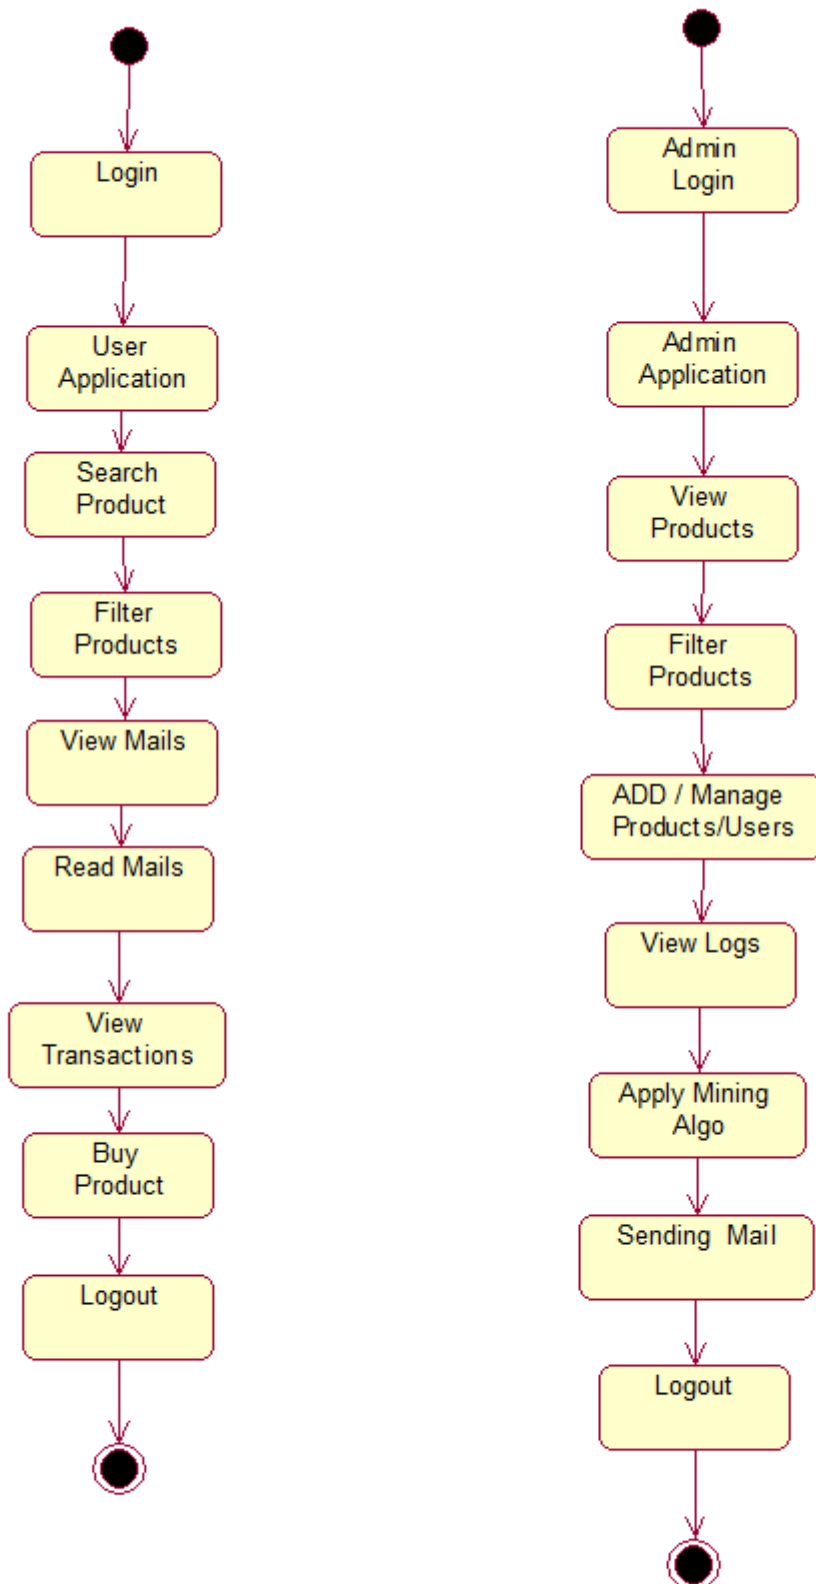 Login
User
Application
Search
Product
Filter
Products
View Mails
Read Mails
View
Transactions
Buy
Product
Logout
Admin
Login
Admin
Application
View
Products
Filter
Products
ADD / Manage
Products/Users
View Logs
Apply Mining
Algo
Sending Mail
Logout